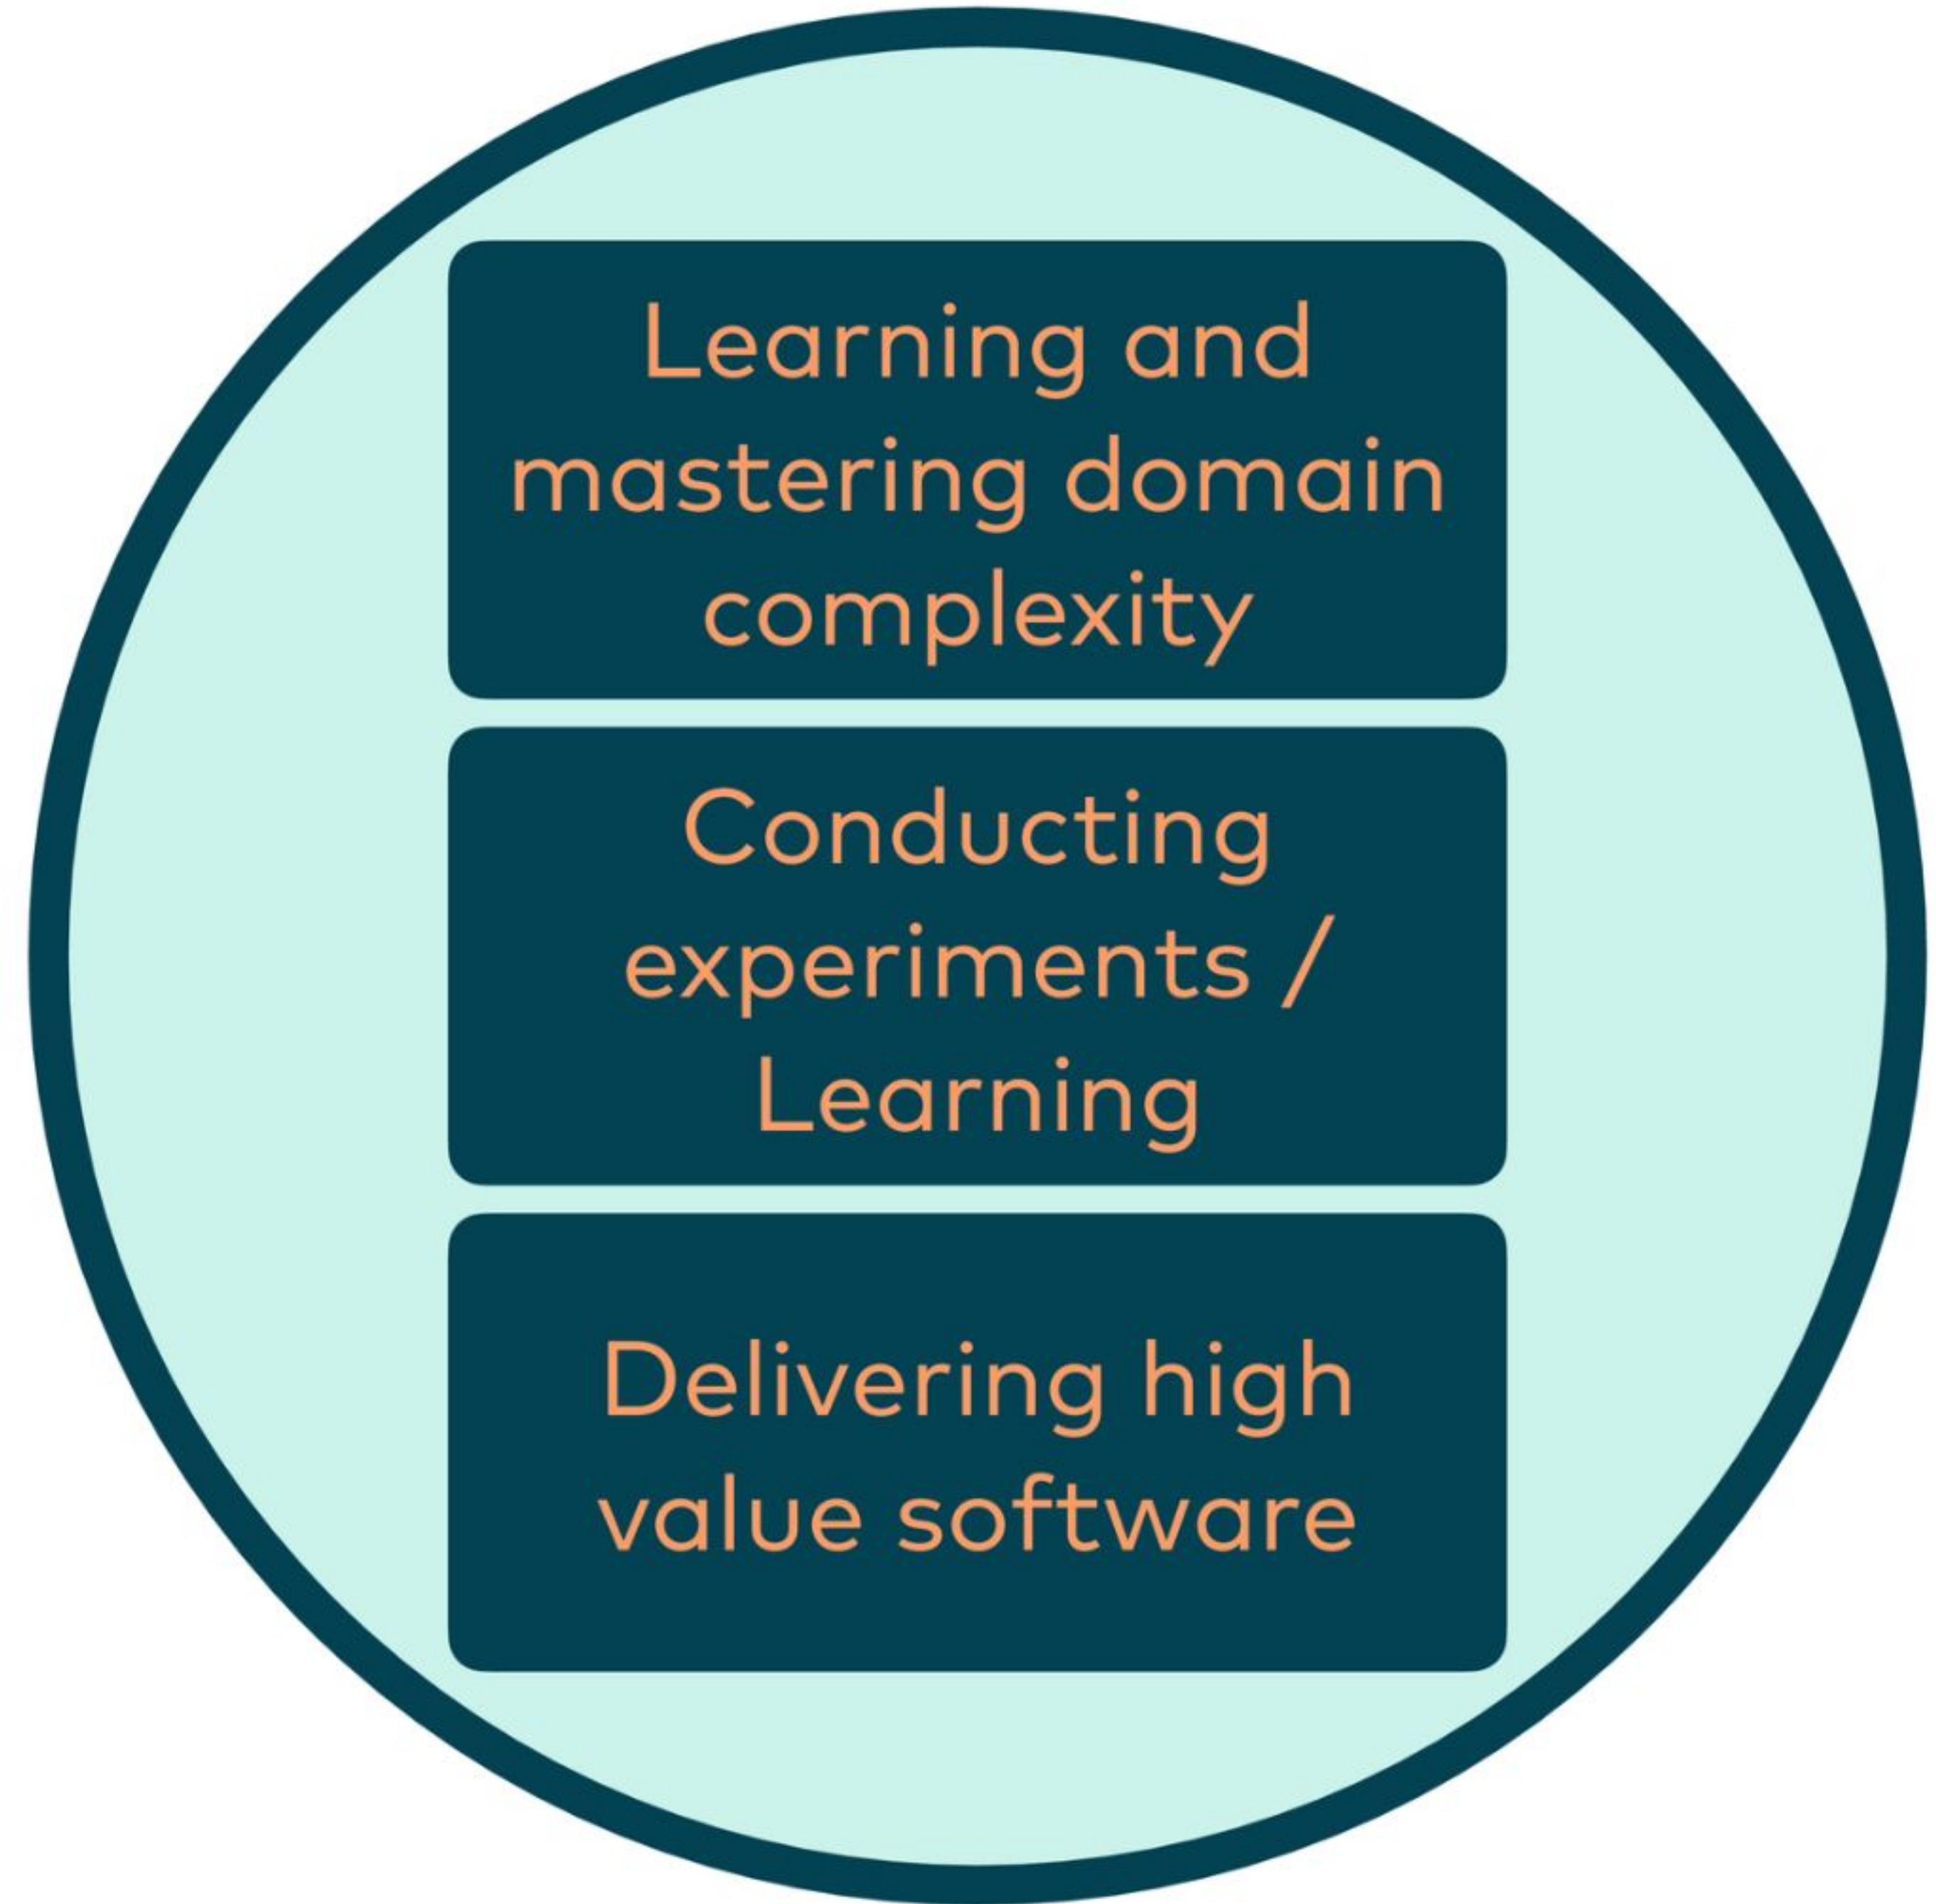 Learning and
mastering domain
complexity
Conducting
experiments /
Learning
Delivering high
value software